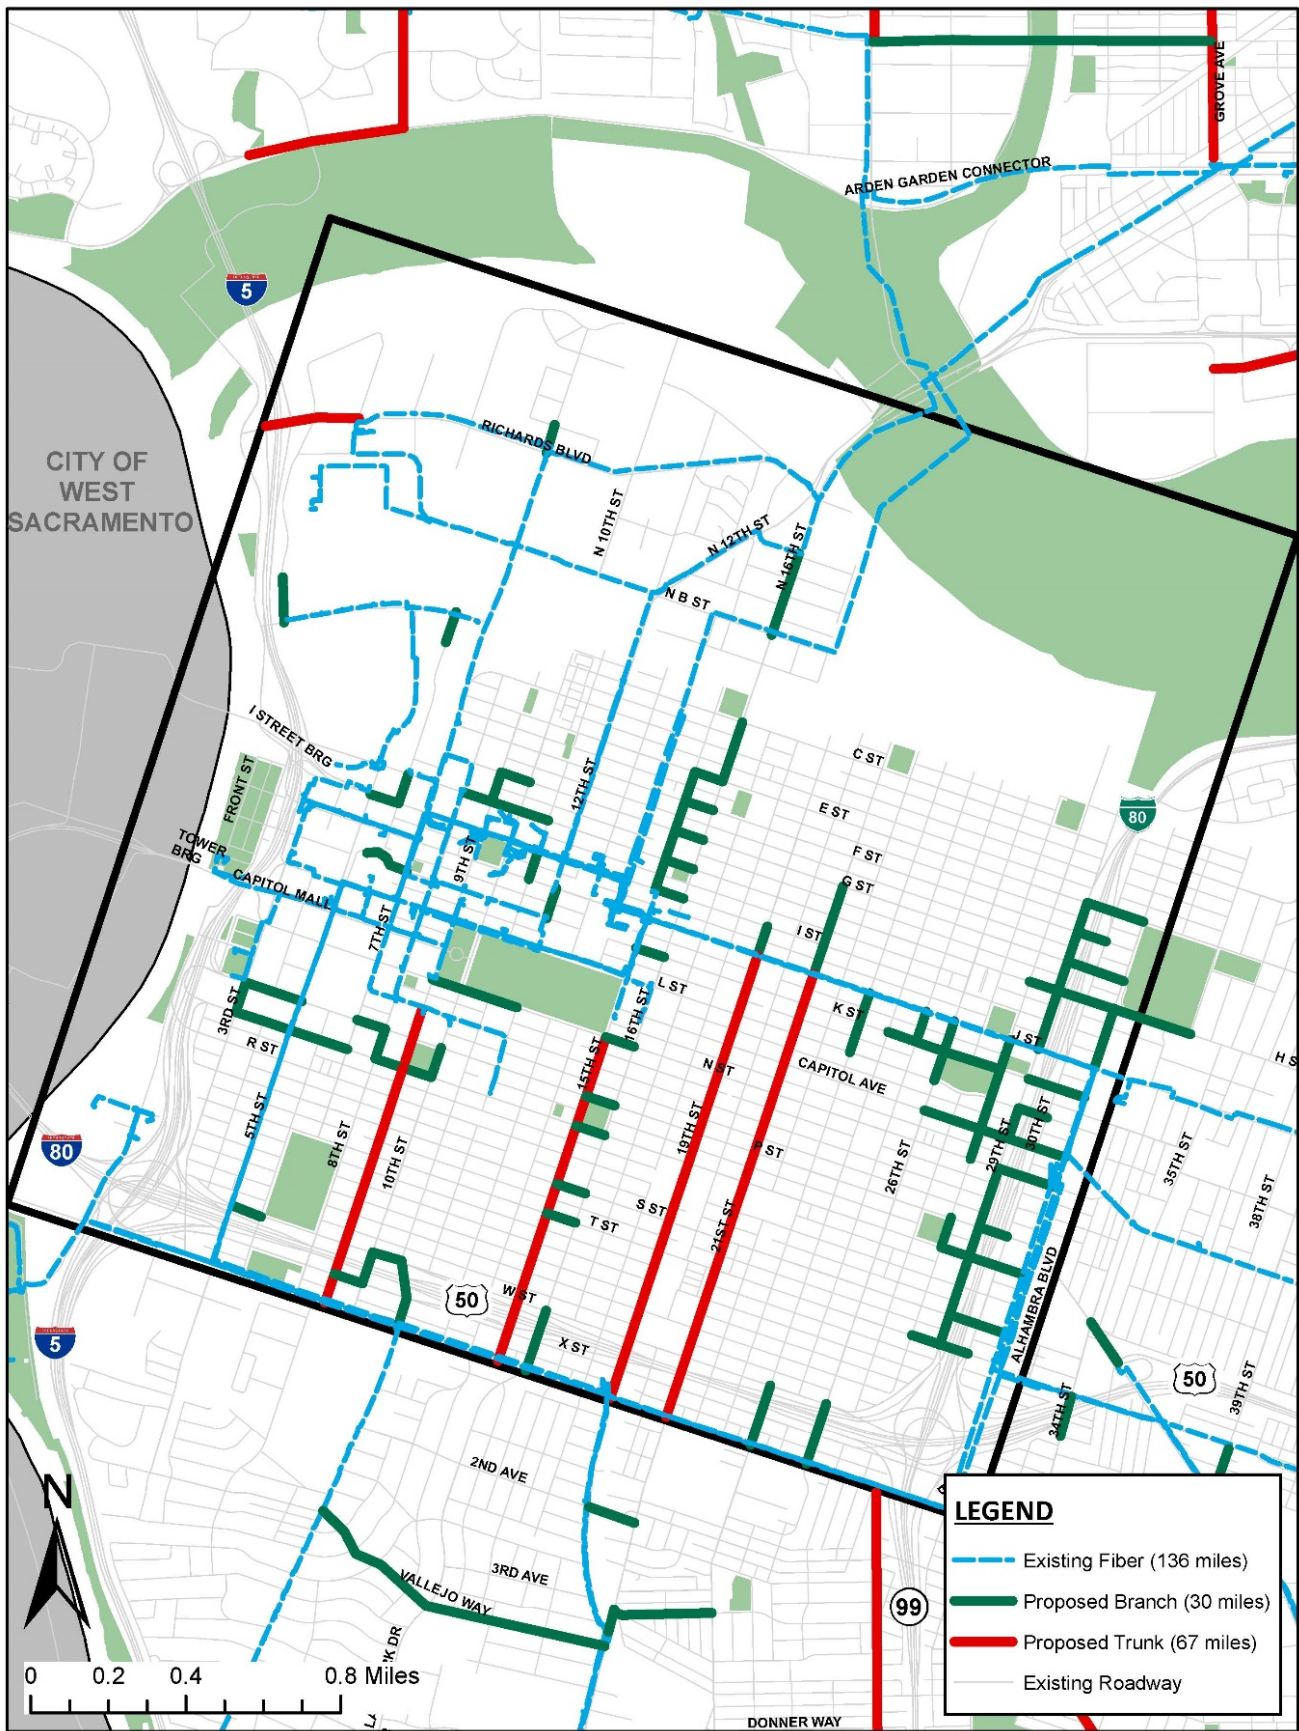 GROVE AVE
ARDEN GARDEN CONNECTOR
5
CITY OF
WEST
SACRAMENTO
RICHARDS BLVD
N 10TH ST
N 12TH ST
N 16TH ST
N B ST
I STREET BRG
FRONT ST
12TH ST
C ST
E ST
F ST
G ST
80
TOWER
BRG
9TH ST
CAPITOL MALL
7TH ST
I ST
L ST
16TH ST
K ST
J ST
3RD ST
R ST
15TH ST
N ST
CAPITOL AVE
H S
5TH ST
8TH ST
10TH ST
19TH ST
P ST
26TH ST
29TH ST
30TH ST
35TH ST
38TH ST
80
S ST
T ST
21ST ST
W ST
X ST
50
ALHAMBRA BLVD
5
50
34TH ST
39TH ST
2ND AVE
3RD AVE
VALLEJO WAY
N
99
DONNER WAY
0 0.2 0.4 0.8 Miles
LEGEND
Existing Fiber (136 miles)
Proposed Branch (30 miles)
Proposed Trunk (67 miles)
Existing Roadway